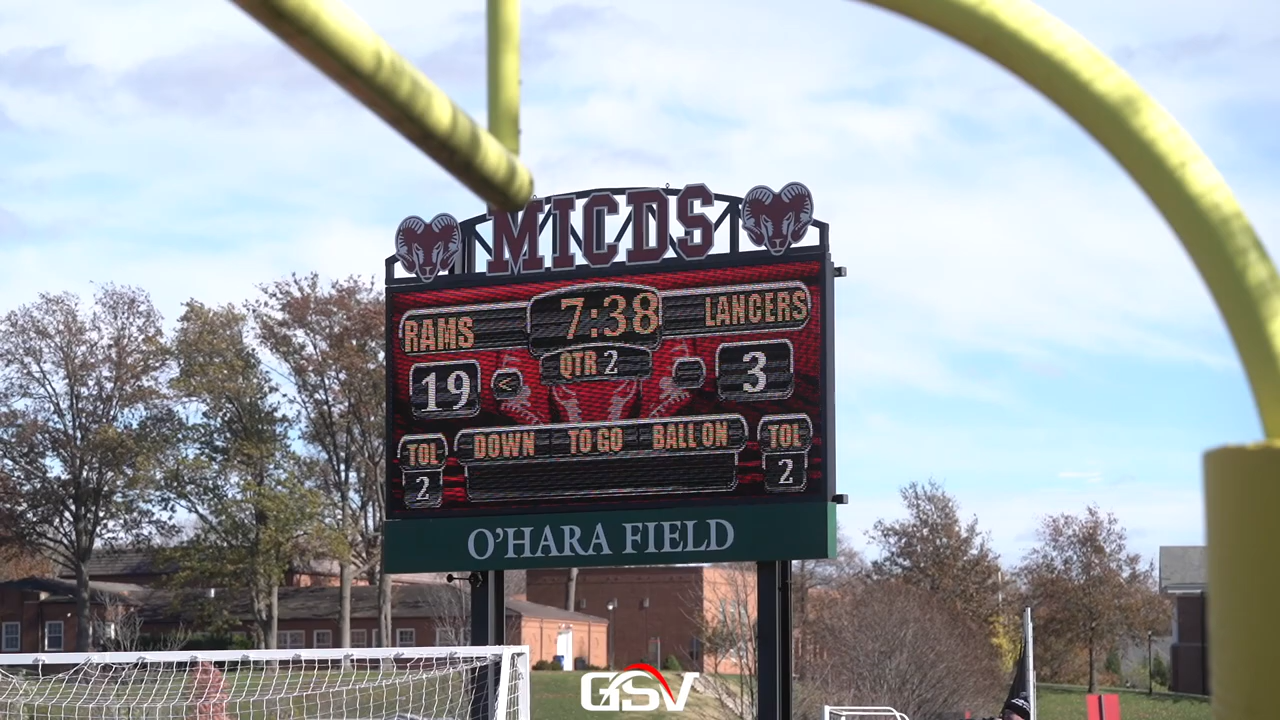 MICDS
RAMS 7:38 LANCERS
QTR 2
19 < 3
TOL DOWN TO GO BALL ON TOL
2 2
O'HARA FIELD
GSV